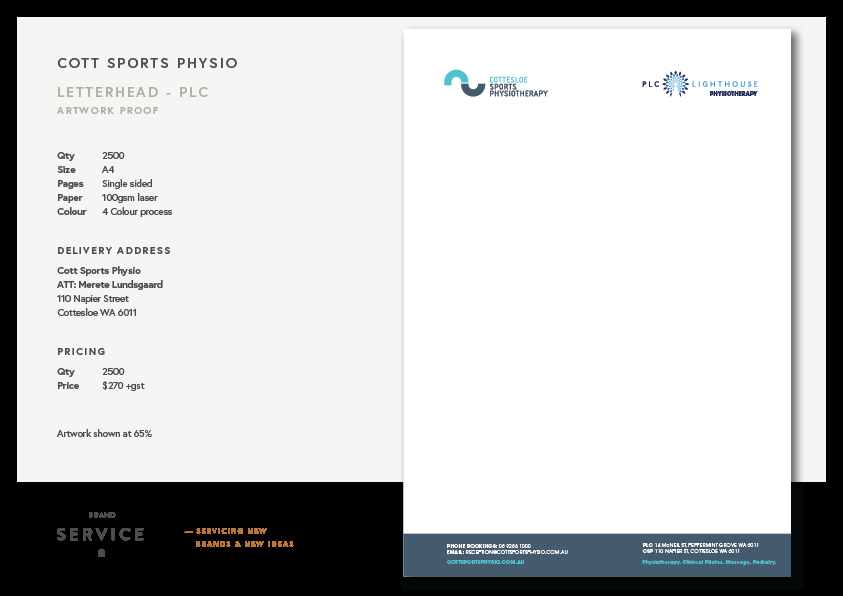 COTT SPORTS PHYSIO
LETTERHEAD - PLC
ARTWORK PROOF
Qty 2500
Size A4
Pages Single sided
Paper 100gsm laser
Colour 4 Colour process
DELIVERY ADDRESS
Cott Sports Physio
ATT: Merete Lundsgaard
110 Napier Street
Cottesloe WA 6011
PRICING
Qty 2500
Price $270 +gst
Artwork shown at 65%
BRAND
SERVICE
— SERVICING NEW
BRANDS & NEW IDEAS
COTTESLOE
SPORTS
PHYSIOTHERAPY
PLC LIGHTHOUSE
PHYSIOTHERAPY
PHONE BOOKINGS: 08 9286 1000
EMAIL: RECEPTION@COTTSPORTSPHYSIO.COM.AU
COTTSPORTSPHYSIO.COM.AU
PLC 14 McNEIL ST, PEPPERMINT GROVE WA 6011
CSP 110 NAPIER ST, COTTESLOE WA 6011
Physiotherapy. Clinical Pilates. Massage. Podiatry.